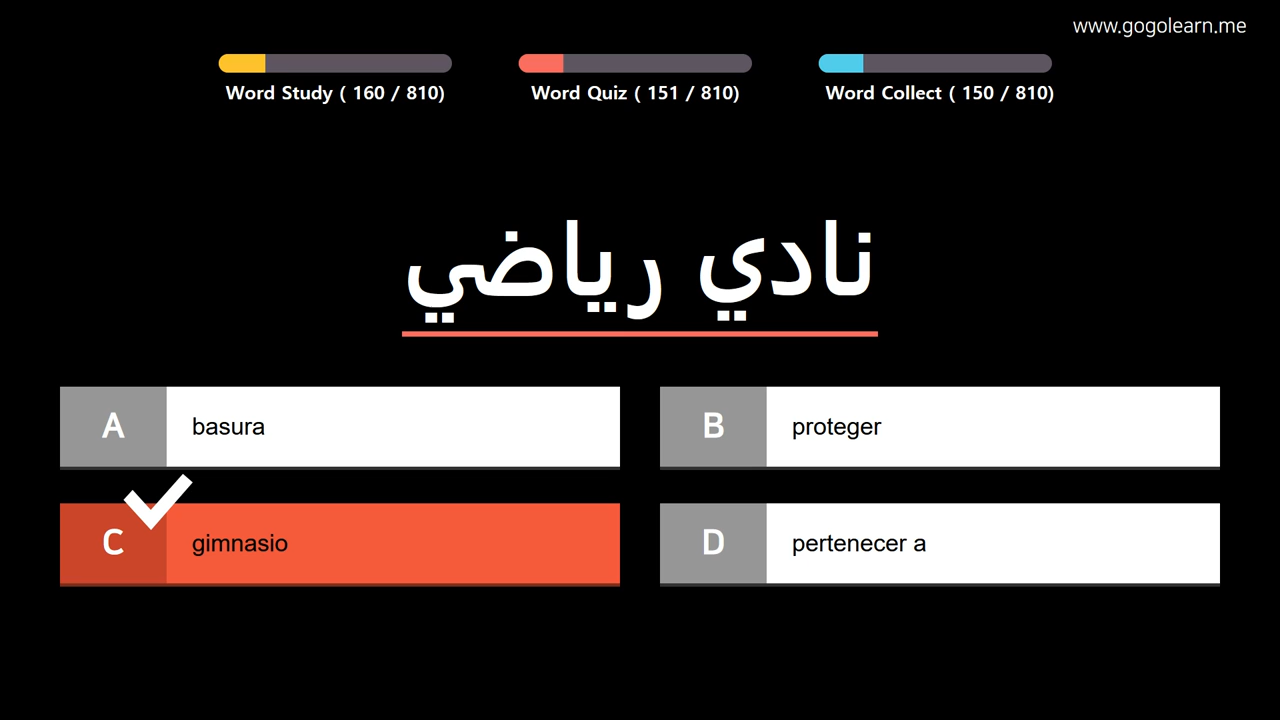 www.gogolearn.me
Word Study ( 160 / 810)
Word Quiz ( 151 / 810)
Word Collect ( 150 / 810)
نادي رياضي
A basura
B proteger
C gimnasio
D pertenecer a